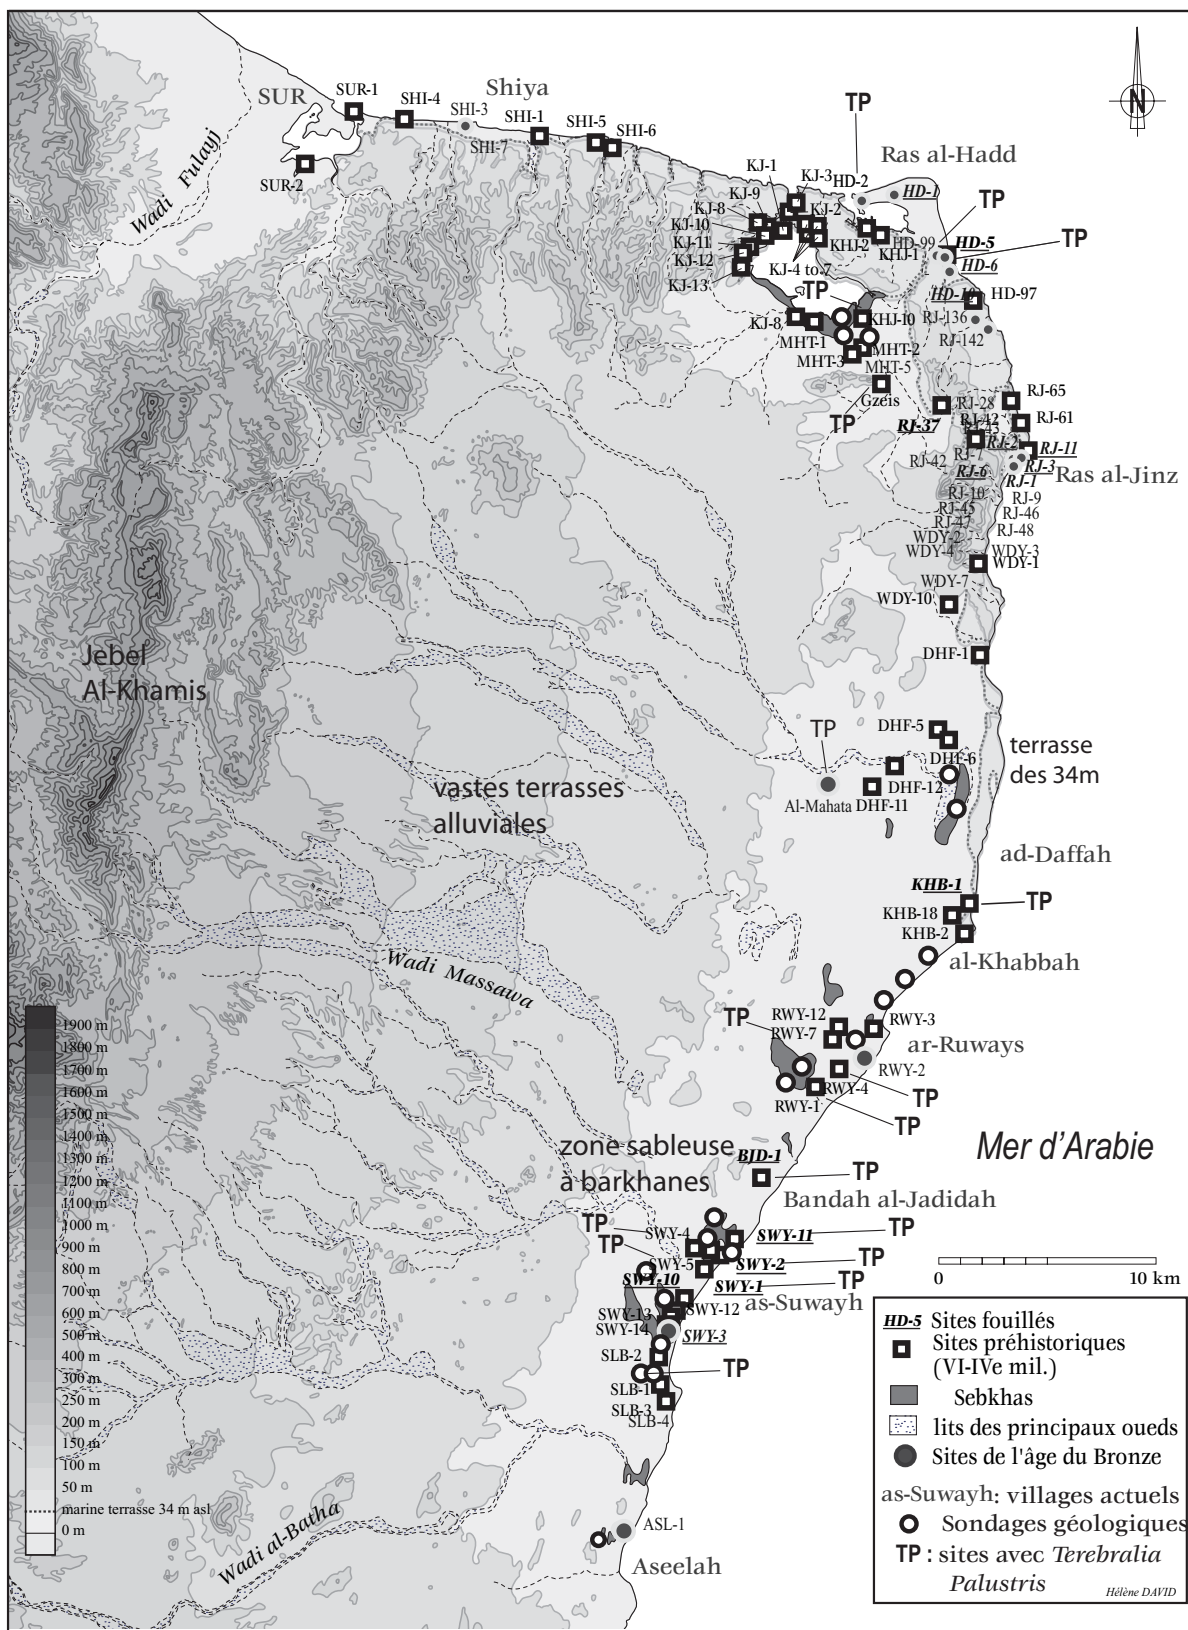 SUR
SUR-1
SHI-4
SHI-3
Shiya
SHI-7
SHI-1
SHI-5
SHI-6
SUR-2
Wadi Fulayj
TP
N
Ras al-Hadd
KJ-1
KJ-3
HD-2
HD-1
KJ-9
KJ-8
KJ-2
TP
KJ-10
KJ-11
KJ-12
KJ-13
KHJ-2
KJ-4 to 7
HD-99
KHJ-1
HD-5
TP
HD-6
TP
HD-10
HD-97
KJ-8
KHJ-10
RJ-136
RJ-142
MHT-1
MHT-2
MHT-3
MHT-5
Gzeis
TP
RJ-65
RJ-28
RJ-37
RJ-42
RJ-61
RJ-2
RJ-11
RJ-7
RJ-42
RJ-6
RJ-3
RJ-1
Ras al-Jinz
RJ-10
RJ-9
RJ-45
RJ-46
RJ-47
RJ-48
WDY-2
WDY-4
WDY-3
WDY-1
WDY-7
WDY-10
DHF-1
Jebel
Al-Khamis
TP
DHF-5
DHF-6
terrasse
des 34m
DHF-12
Al-Mahata
DHF-11
vastes terrasses
alluviales
ad-Daffah
KHB-1
TP
KHB-18
KHB-2
al-Khabbah
Wadi Massawa
TP
RWY-12
RWY-3
RWY-7
ar-Ruways
RWY-2
RWY-4
TP
RWY-1
TP
zone sableuse
à barkhanes
BJD-1
TP
Mer d'Arabie
Bandah al-Jadidah
TP
SWY-4
SWY-11
TP
TP
SWY-5
SWY-2
TP
SWY-10
SWY-1
TP
as-Suwayh
SWY-13
SWY-12
SWY-14
SWY-3
SLB-2
TP
SLB-1
SLB-3
SLB-4
ASL-1
Aseelah
Wadi al-Batha
1900 m
1800 m
1700 m
1600 m
1500 m
1400 m
1300 m
1200 m
1100 m
1000 m
900 m
800 m
700 m
600 m
500 m
400 m
250 m
200 m
150 m
100 m
50 m
marine terrasse 34 m asl
0 m
0 10 km
HD-5 Sites fouillés
Sites préhistoriques
(VI-IVe mil.)
Sebkhas
lits des principaux oueds
Sites de l'âge du Bronze
as-Suwayh: villages actuels
Sondages géologiques
TP : sites avec Terebralia
Palustris
Hélène DAVID